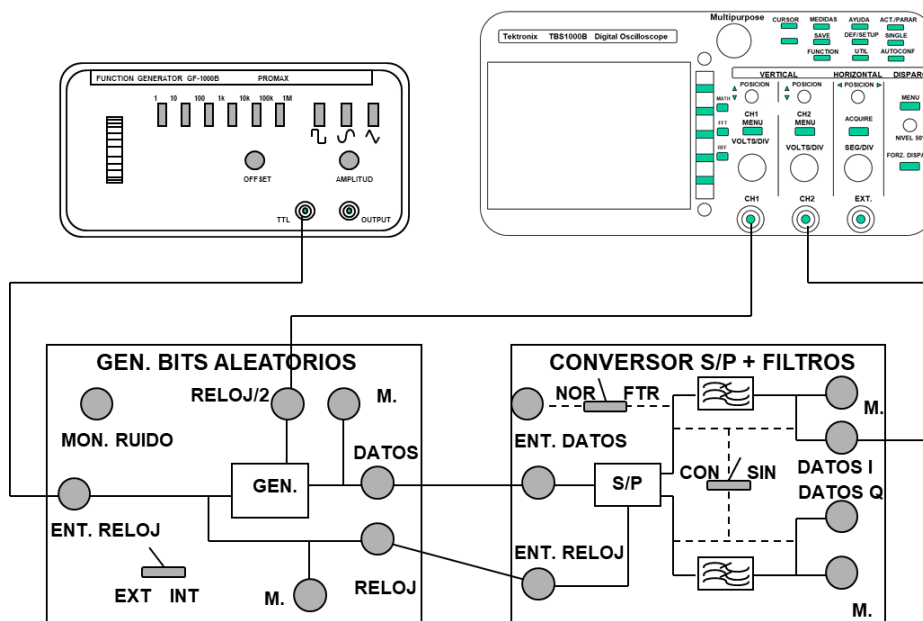 FUNCTION GENERATOR GF-1000B PROMAX
1 10 100 1k 10k 100k 1M
OFFSET
AMPLITUD
TTL
OUTPUT
Tektronix TBS1000B Digital Oscilloscope
Multipurpose
CURSOR
MEDIDAS
AYUDA
ACT./PARAR
SAVE
DEF/SETUP
SINGLE
FUNCTION
UTIL
AUTOCONF
VERTICAL
HORIZONTAL
DISPARO
POSICION
POSICION
POSICION
MATH
FFT
REF
CH1
MENU
CH2
MENU
ACQUIRE
MENU
NIVEL 50
VOLTS/DIV
VOLTS/DIV
SEG/DIV
FORZ. DISPA
CH1
CH2
EXT.
GEN. BITS ALEATORIOS
RELOJ/2
M.
MON. RUIDO
DATOS
GEN.
ENT. RELOJ
EXT INT
M.
RELOJ
CONVERSOR S/P + FILTROS
NOR FTR
M.
ENT. DATOS
S/P
CON SIN
DATOS I
DATOS Q
ENT. RELOJ
M.